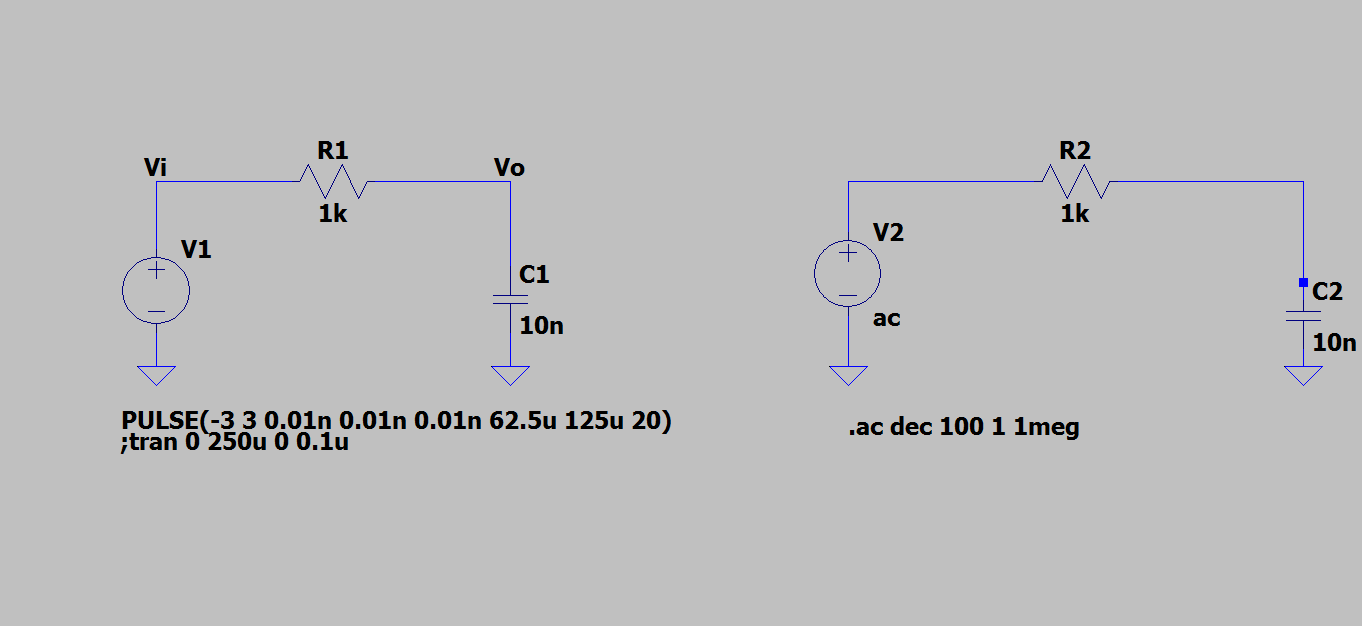 R1
Vi
Vo
1k
V1
C1
10n
PULSE(-3 3 0.01n 0.01n 0.01n 62.5u 125u 20)
;tran 0 250u 0 0.1u
R2
1k
V2
ac
C2
10n
.ac dec 100 1 1meg